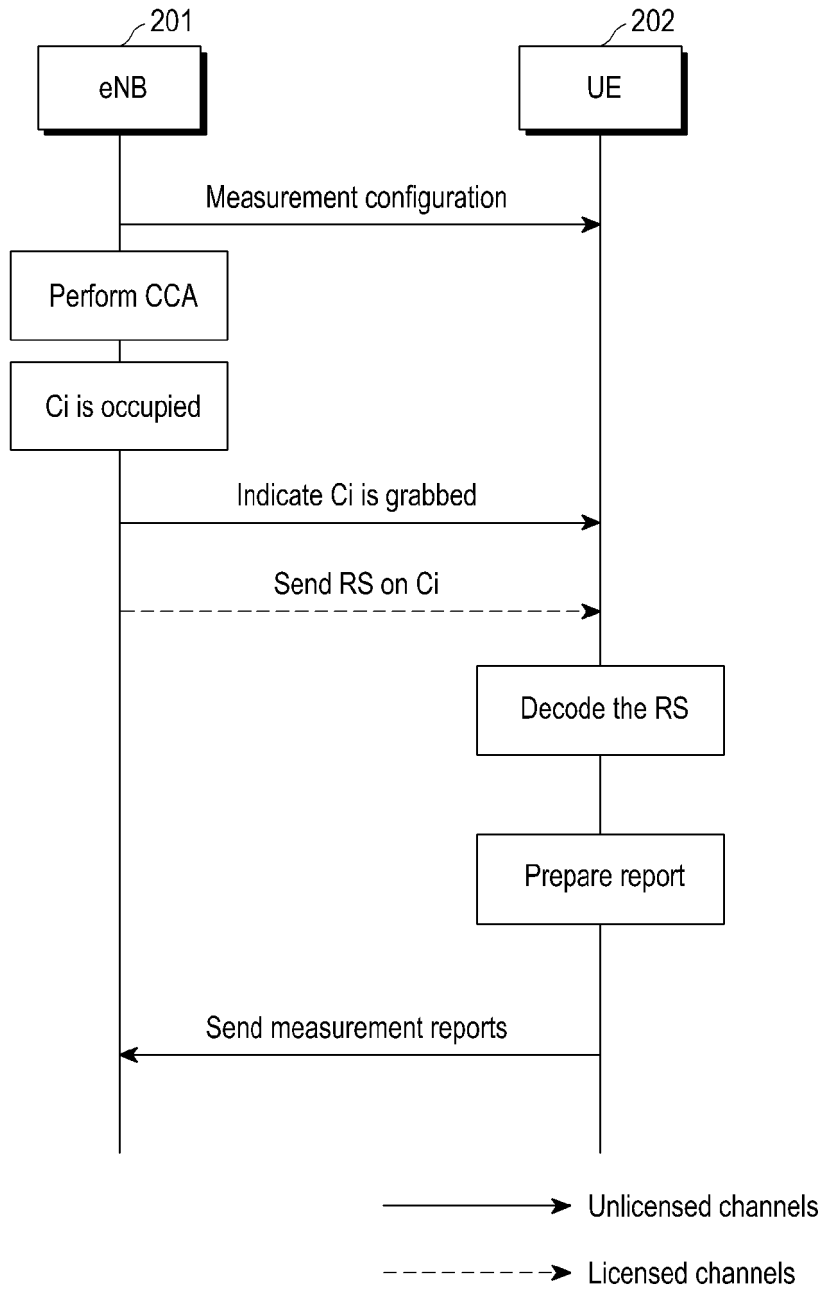 201
202
eNB
UE
Measurement configuration
Perform CCA
Ci is occupied
Indicate Ci is grabbed
Send RS on Ci
Decode the RS
Prepare report
Send measurement reports
Unlicensed channels
Licensed channels